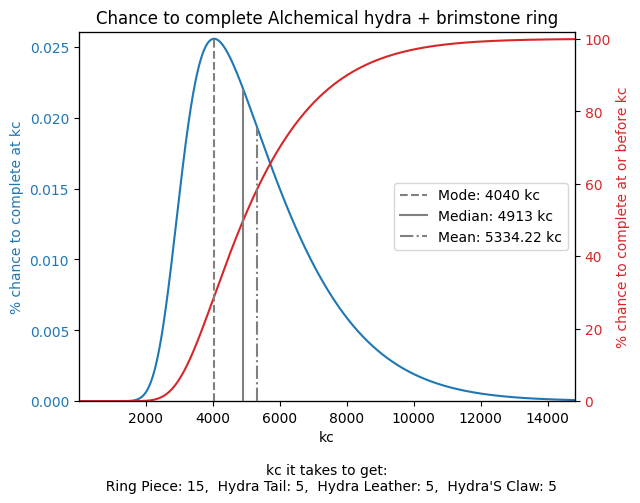 Chance to complete Alchemical hydra + brimstone ring
0.025
0.020
0.015
0.010
0.005
0.000
% chance to complete at kc
100
80
60
40
20
0
% chance to complete at or before kc
Mode: 4040 kc
Median: 4913 kc
Mean: 5334.22 kc
2000 4000 6000 8000 10000 12000 14000
kc
kc it takes to get:
Ring Piece: 15,  Hydra Tail: 5,  Hydra Leather: 5,  Hydra'S Claw: 5